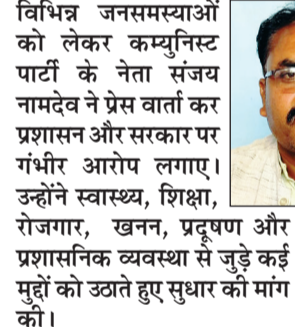 विभिन्न जनसमस्याओं
को लेकर कम्युनिस्ट
पार्टी के नेता संजय
नामदेव ने प्रेस वार्ता कर
प्रशासन और सरकार पर
गंभीर आरोप लगाए।
उन्होंने स्वास्थ्य, शिक्षा,
रोजगार, खनन, प्रदूषण और
प्रशासनिक व्यवस्था से जुड़े कई
मुद्दों को उठाते हुए सुधार की मांग
की।